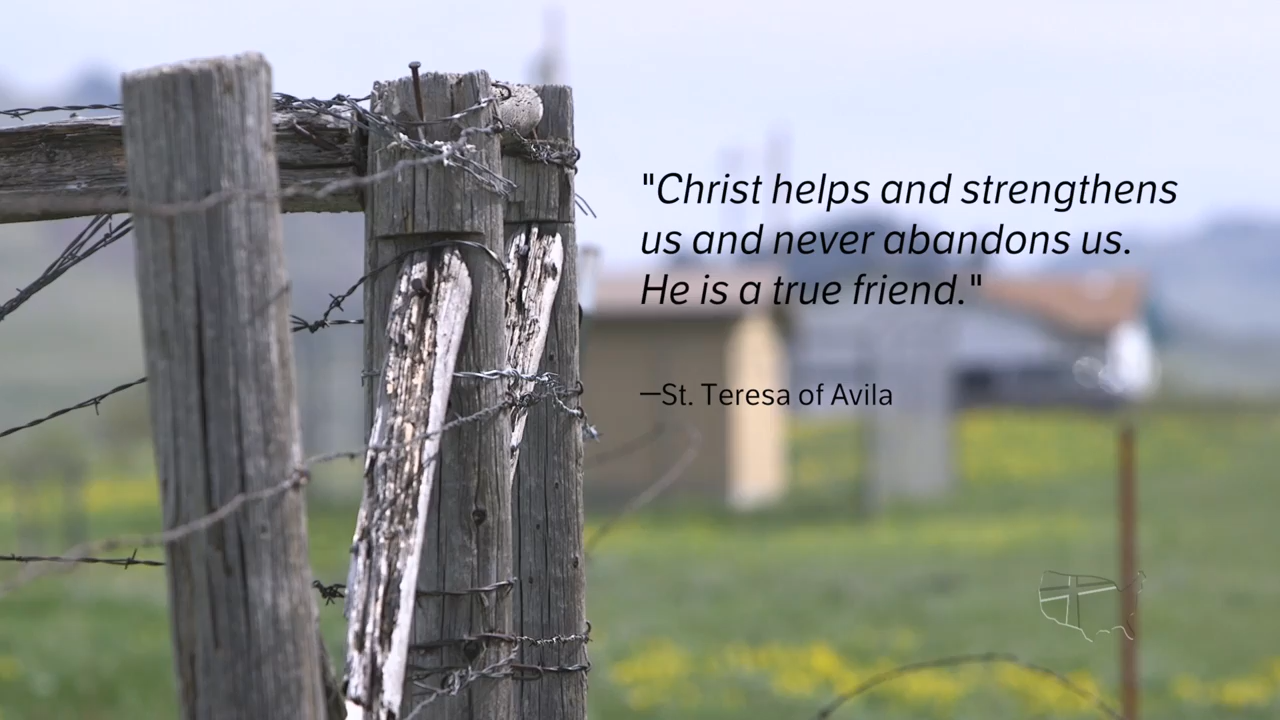 "Christ helps and strengthens
us and never abandons us.
He is a true friend."
—St. Teresa of Avila